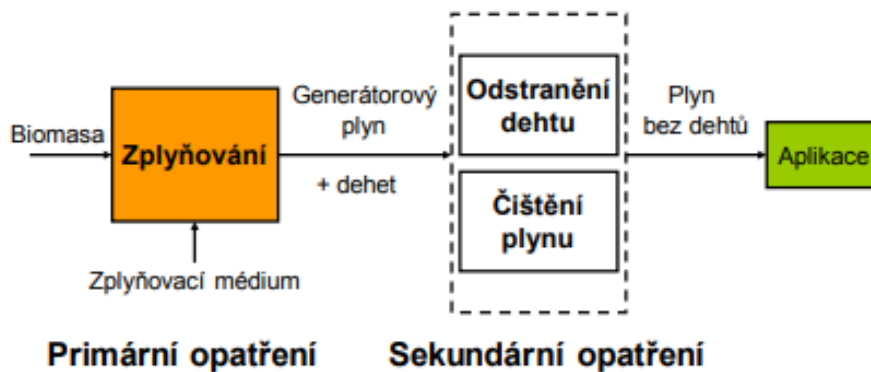 Biomasa
Zplyňování
Zplyňovací médium
Generátorový
plyn
+ dehet
Odstranění
dehtu
Čištění
plynu
Plyn
bez dehtů
Aplikace
Primární opatření
Sekundární opatření